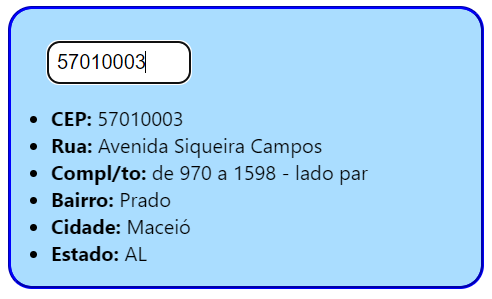 57010003
CEP: 57010003
Rua: Avenida Siqueira Campos
Compl/to: de 970 a 1598 - lado par
Bairro: Prado
Cidade: Maceió
Estado: AL